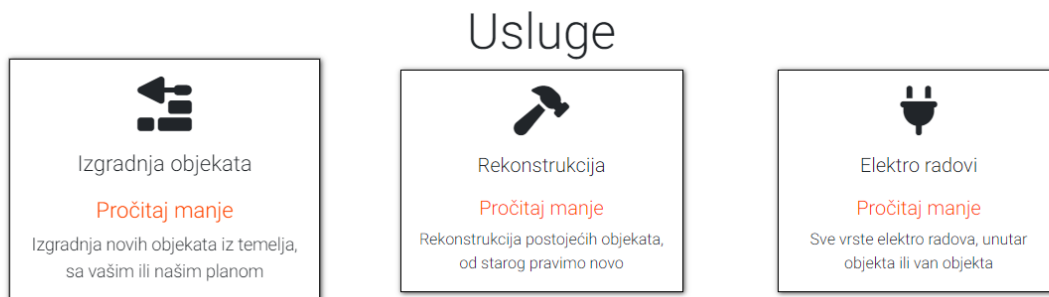 Usluge
Izgradnja objekata
Pročitaj manje
Izgradnja novih objekata iz temelja,
sa vašim ili našim planom
Rekonstrukcija
Pročitaj manje
Rekonstrukcija postojećih objekata,
od starog pravimo novo
Elektro radovi
Pročitaj manje
Sve vrste elektro radova, unutar
objekta ili van objekta